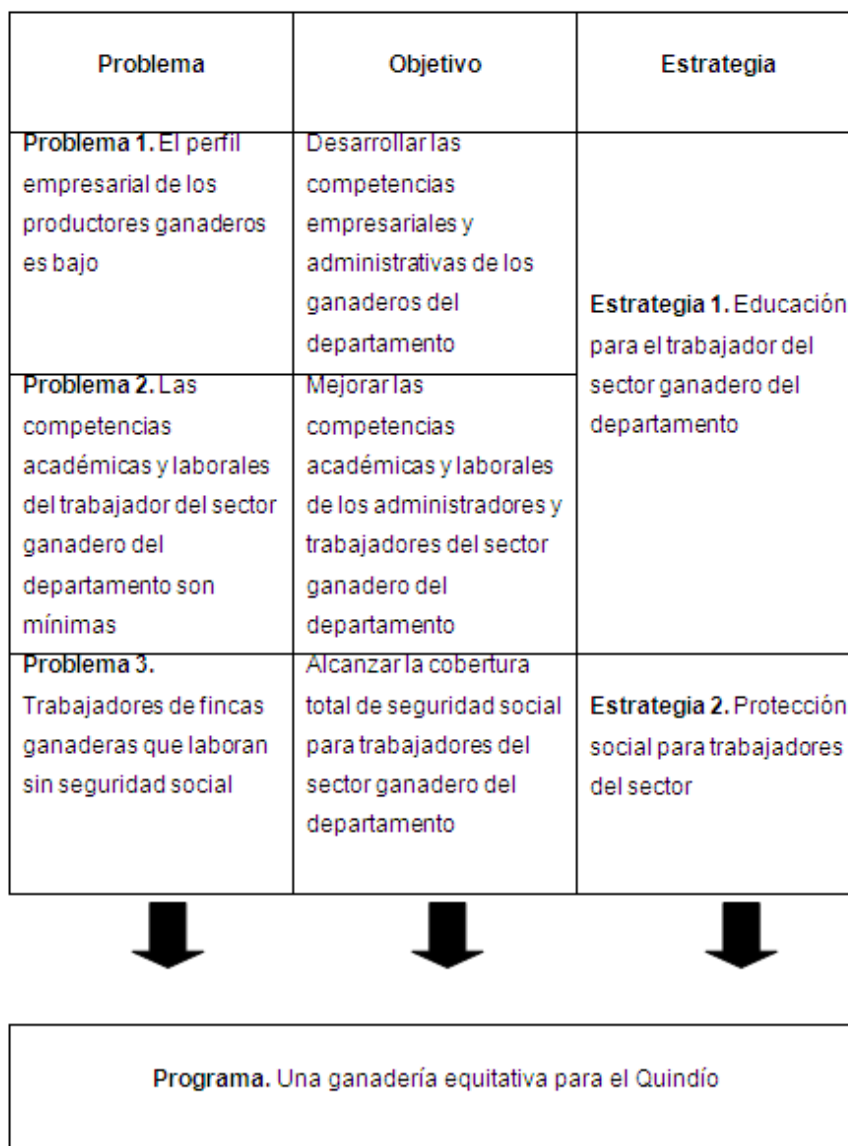 Problema
Objetivo
Estrategia
Problema 1. El perfil
empresarial de los
productores ganaderos
es bajo
Desarrollar las
competencias
empresariales y
administrativas de los
ganaderos del
departamento
Estrategia 1. Educación
para el trabajador del
sector ganadero del
departamento
Problema 2. Las
competencias
académicas y laborales
del trabajador del sector
ganadero del
departamento son
mínimas
Mejorar las
competencias
académicas y laborales
de los administradores y
trabajadores del sector
ganadero del
departamento
Problema 3.
Trabajadores de fincas
ganaderas que laboran
sin seguridad social
Alcanzar la cobertura
total de seguridad social
para trabajadores del
sector ganadero del
departamento
Estrategia 2. Protección
social para trabajadores
del sector
Programa. Una ganadería equitativa para el Quindío